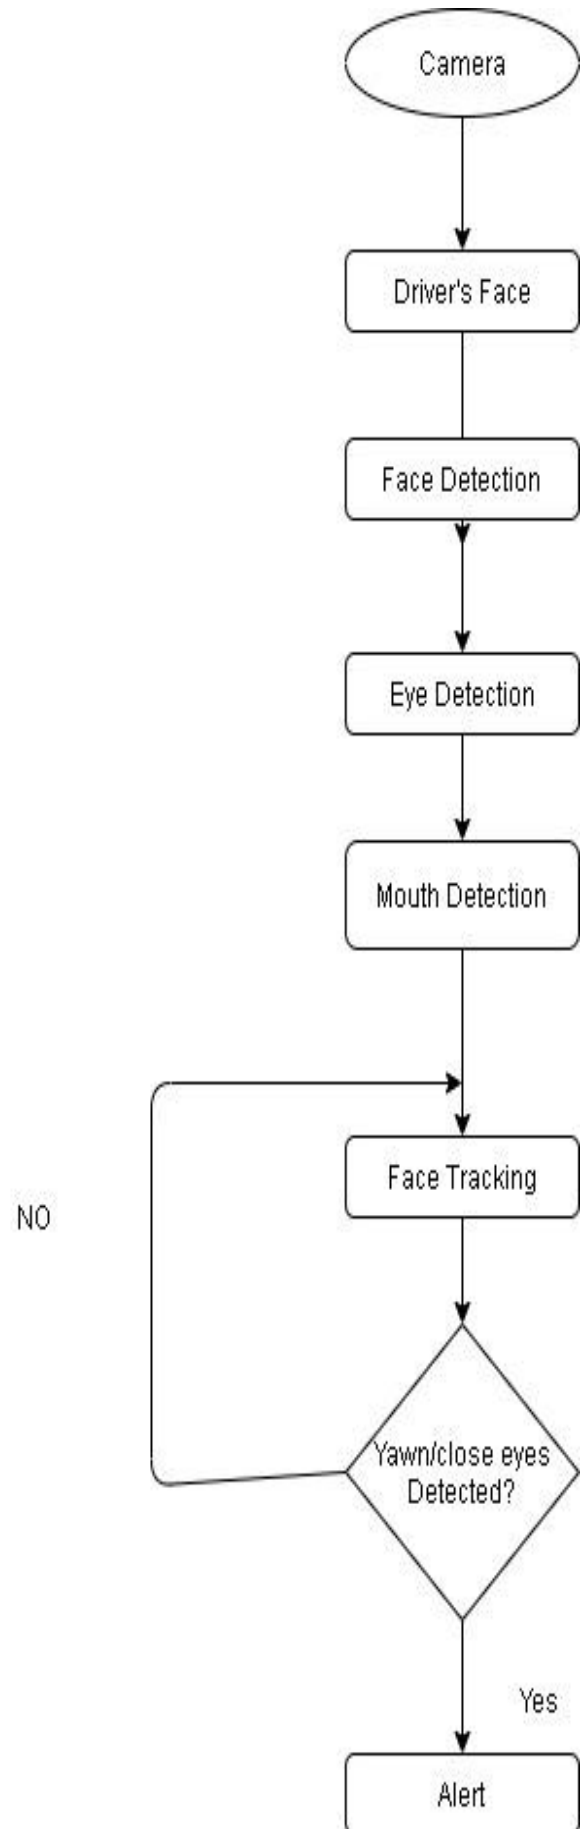 Camera
Driver's Face
Face Detection
Eye Detection
Mouth Detection
Face Tracking
NO
Yawn/close eyes
Detected?
Yes
Alert